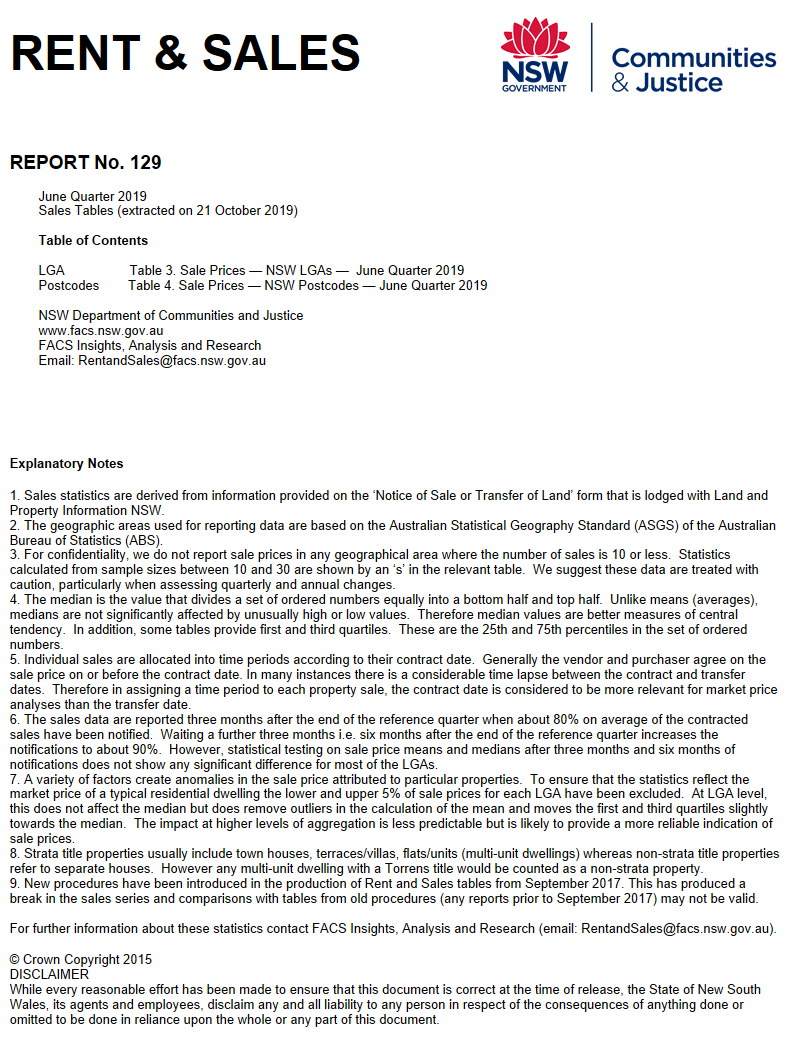 RENT & SALES
NSW
GOVERNMENT
Communities
& Justice
REPORT No. 129
June Quarter 2019
Sales Tables (extracted on 21 October 2019)
Table of Contents
LGA Table 3. Sale Prices — NSW LGAs — June Quarter 2019
Postcodes Table 4. Sale Prices — NSW Postcodes — June Quarter 2019
NSW Department of Communities and Justice
www.facs.nsw.gov.au
FACS Insights, Analysis and Research
Email: RentandSales@facs.nsw.gov.au
Explanatory Notes
1. Sales statistics are derived from information provided on the ‘Notice of Sale or Transfer of Land’ form that is lodged with Land and
Property Information NSW.
2. The geographic areas used for reporting data are based on the Australian Statistical Geography Standard (ASGS) of the Australian
Bureau of Statistics (ABS).
3. For confidentiality, we do not report sale prices in any geographical area where the number of sales is 10 or less. Statistics
calculated from sample sizes between 10 and 30 are shown by an ‘s’ in the relevant table. We suggest these data are treated with
caution, particularly when assessing quarterly and annual changes.
4. The median is the value that divides a set of ordered numbers equally into a bottom half and top half. Unlike means (averages),
medians are not significantly affected by unusually high or low values. Therefore median values are better measures of central
tendency. In addition, some tables provide first and third quartiles. These are the 25th and 75th percentiles in the set of ordered
numbers.
5. Individual sales are allocated into time periods according to their contract date. Generally the vendor and purchaser agree on the
sale price on or before the contract date. In many instances there is a considerable time lapse between the contract and transfer
dates. Therefore in assigning a time period to each property sale, the contract date is considered to be more relevant for market price
analyses than the transfer date.
6. The sales data are reported three months after the end of the reference quarter when about 80% on average of the contracted
sales have been notified. Waiting a further three months i.e. six months after the end of the reference quarter increases the
notifications to about 90%. However, statistical testing on sale price means and medians after three months and six months of
notifications does not show any significant difference for most of the LGAs.
7. A variety of factors create anomalies in the sale price attributed to particular properties. To ensure that the statistics reflect the
market price of a typical residential dwelling the lower and upper 5% of sale prices for each LGA have been excluded. At LGA level,
this does not affect the median but does remove outliers in the calculation of the mean and moves the first and third quartiles slightly
towards the median. The impact at higher levels of aggregation is less predictable but is likely to provide a more reliable indication of
sale prices.
8. Strata title properties usually include town houses, terraces/villas, flats/units (multi-unit dwellings) whereas non-strata title properties
refer to separate houses. However any multi-unit dwelling with a Torrens title would be counted as a non-strata property.
9. New procedures have been introduced in the production of Rent and Sales tables from September 2017. This has produced a
break in the sales series and comparisons with tables from old procedures (any reports prior to September 2017) may not be valid.
For further information about these statistics contact FACS Insights, Analysis and Research (email: RentandSales@facs.nsw.gov.au).
© Crown Copyright 2015
DISCLAIMER
While every reasonable effort has been made to ensure that this document is correct at the time of release, the State of New South
Wales, its agents and employees, disclaim any and all liability to any person in respect of the consequences of anything done or
omitted to be done in reliance upon the whole or any part of this document.